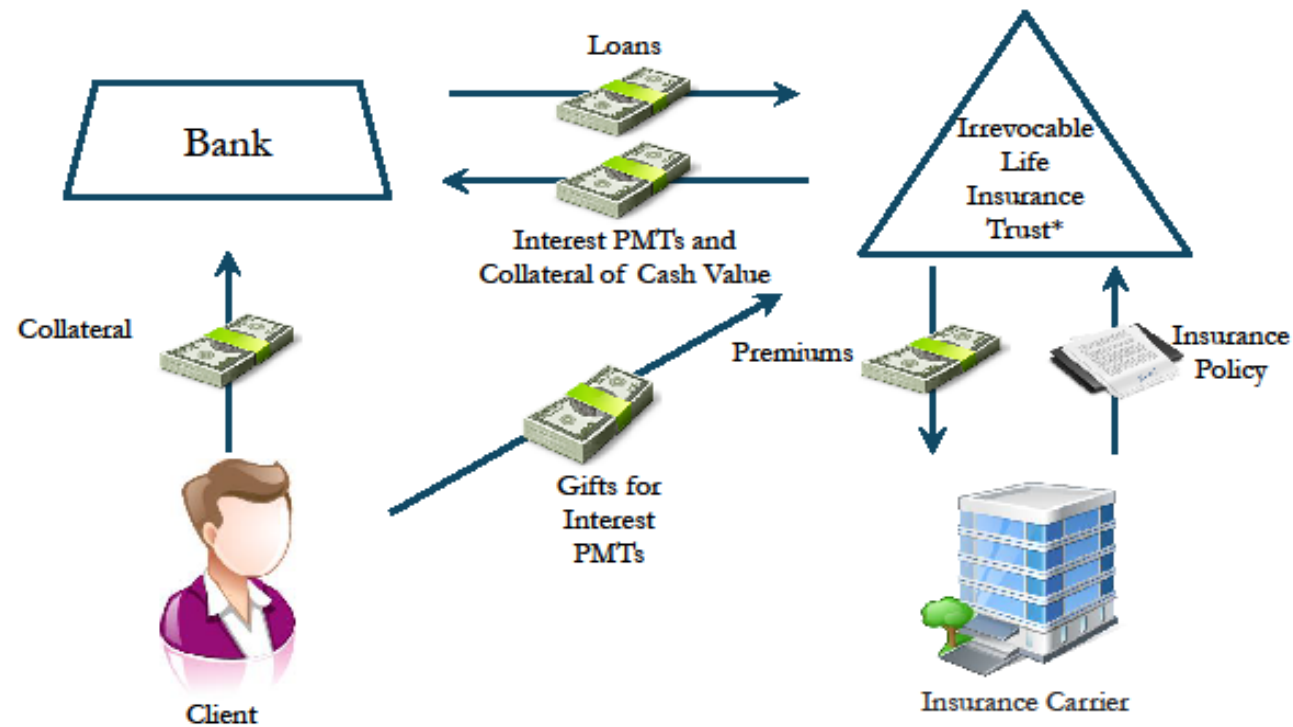 Loans
Bank
Irrevocable
Life
Insurance
Trust*
Interest PMTs and
Collateral of Cash Value
Collateral
Premiums
Insurance
Policy
Gifts for
Interest
PMTs
Client
Insurance Carrier